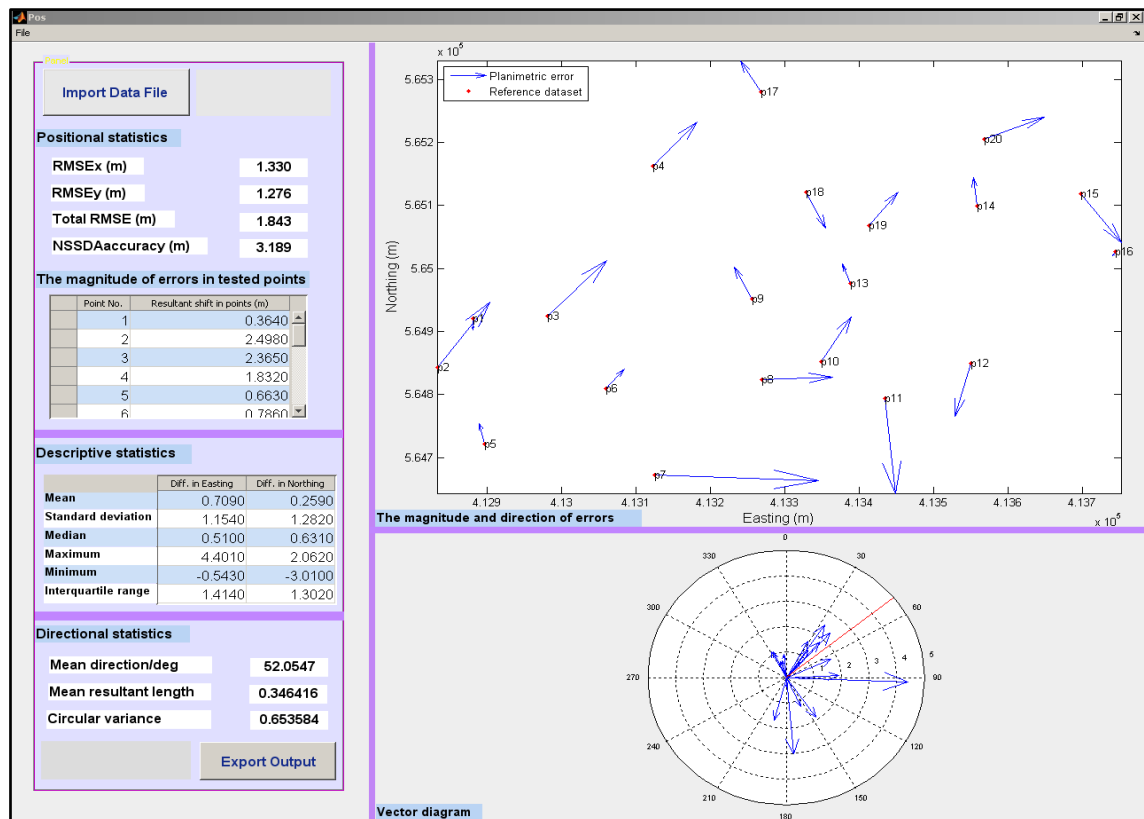 Pos
File
Import Data File
Positional statistics
RMSEx (m) 1.330
RMSEy (m) 1.276
Total RMSE (m) 1.843
NSSDAaccuracy (m) 3.189
The magnitude of errors in tested points
Point No. Resultant shift in points (m)
1 0.3640
2 2.4980
3 2.3650
4 1.8320
5 0.6630
6 0.7860
Descriptive statistics
Diff. in Easting Diff. in Northing
Mean 0.7090 0.2590
Standard deviation 1.1540 1.2820
Median 0.5100 0.6310
Maximum 4.4010 2.0620
Minimum -0.5430 -3.0100
Interquartile range 1.4140 1.3020
Directional statistics
Mean direction/deg 52.0547
Mean resultant length 0.346416
Circular variance 0.653584
Export Output
x 10⁵
Planimetric error
Reference dataset
Northing (m)
5.653
5.652
5.651
5.65
5.649
5.648
5.647
p17
p4
p20
p18
p15
p14
p19
p16
p13
p9
p3
p1
p10
p2
p12
p8
p6
p11
p5
p7
4.129 4.13 4.131 4.132 4.133 4.134 4.135 4.136 4.137
Easting (m)
x 10⁵
The magnitude and direction of errors
0
330 30
300 60
1 2 3 4 5
270 90
240 120
210 150
180
Vector diagram